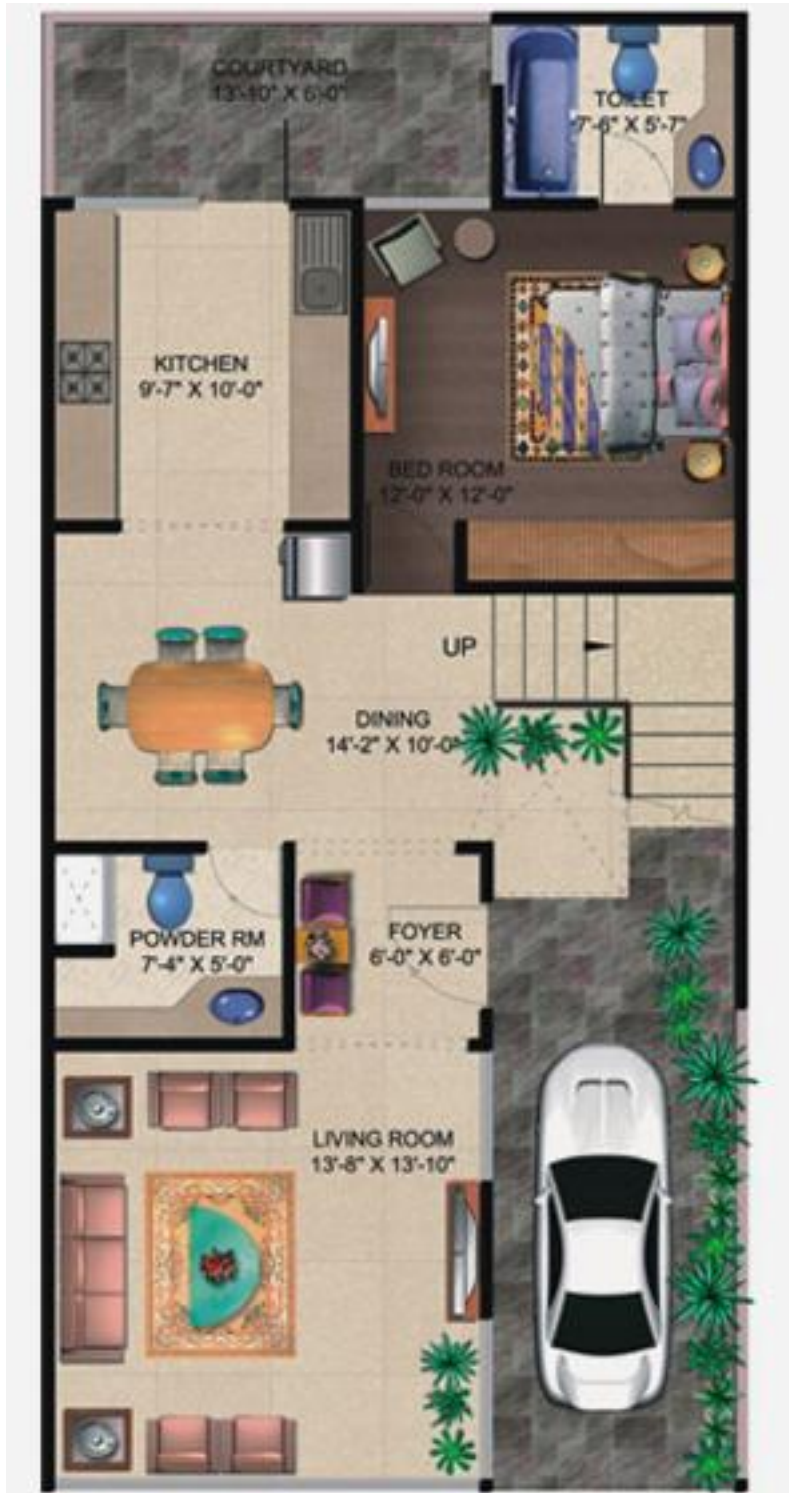 COURTYARD
13'-10" X 6'-0"
TOILET
7'-6" X 5'-7"
KITCHEN
9'-7" X 10'-0"
BED ROOM
12'-0" X 12'-0"
UP
DINING
14'-2" X 10'-0"
POWDER RM
7'-4" X 5'-0"
FOYER
6'-0" X 6'-0"
LIVING ROOM
13'-8" X 13'-10"